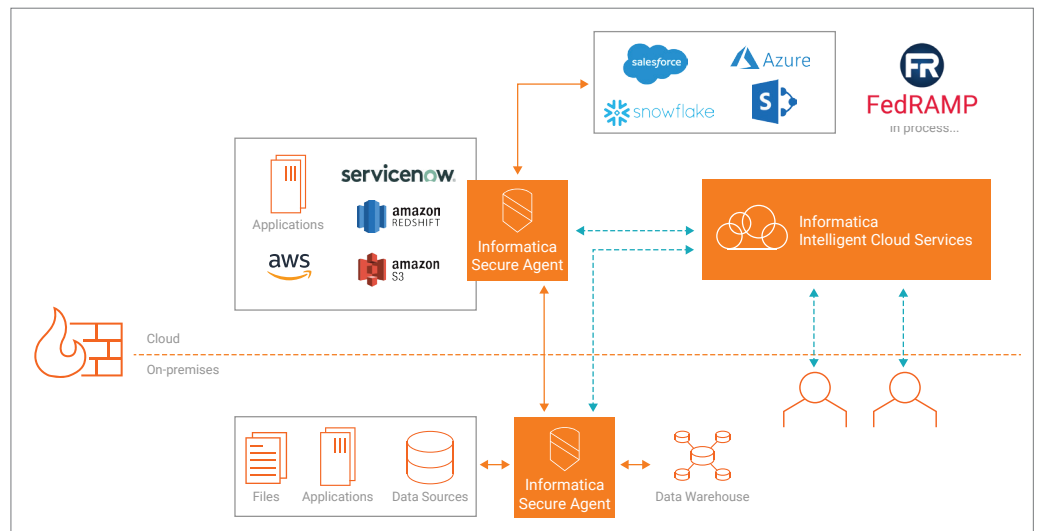 salesforce
Azure
snowflake
S
FR
FedRAMP
in process...
servicenow.
Applications
amazon
REDSHIFT
aws
amazon
S3
Informatica
Secure Agent
Informatica
Intelligent Cloud Services
Cloud
On-premises
Files
Applications
Data Sources
Informatica
Secure Agent
Data Warehouse